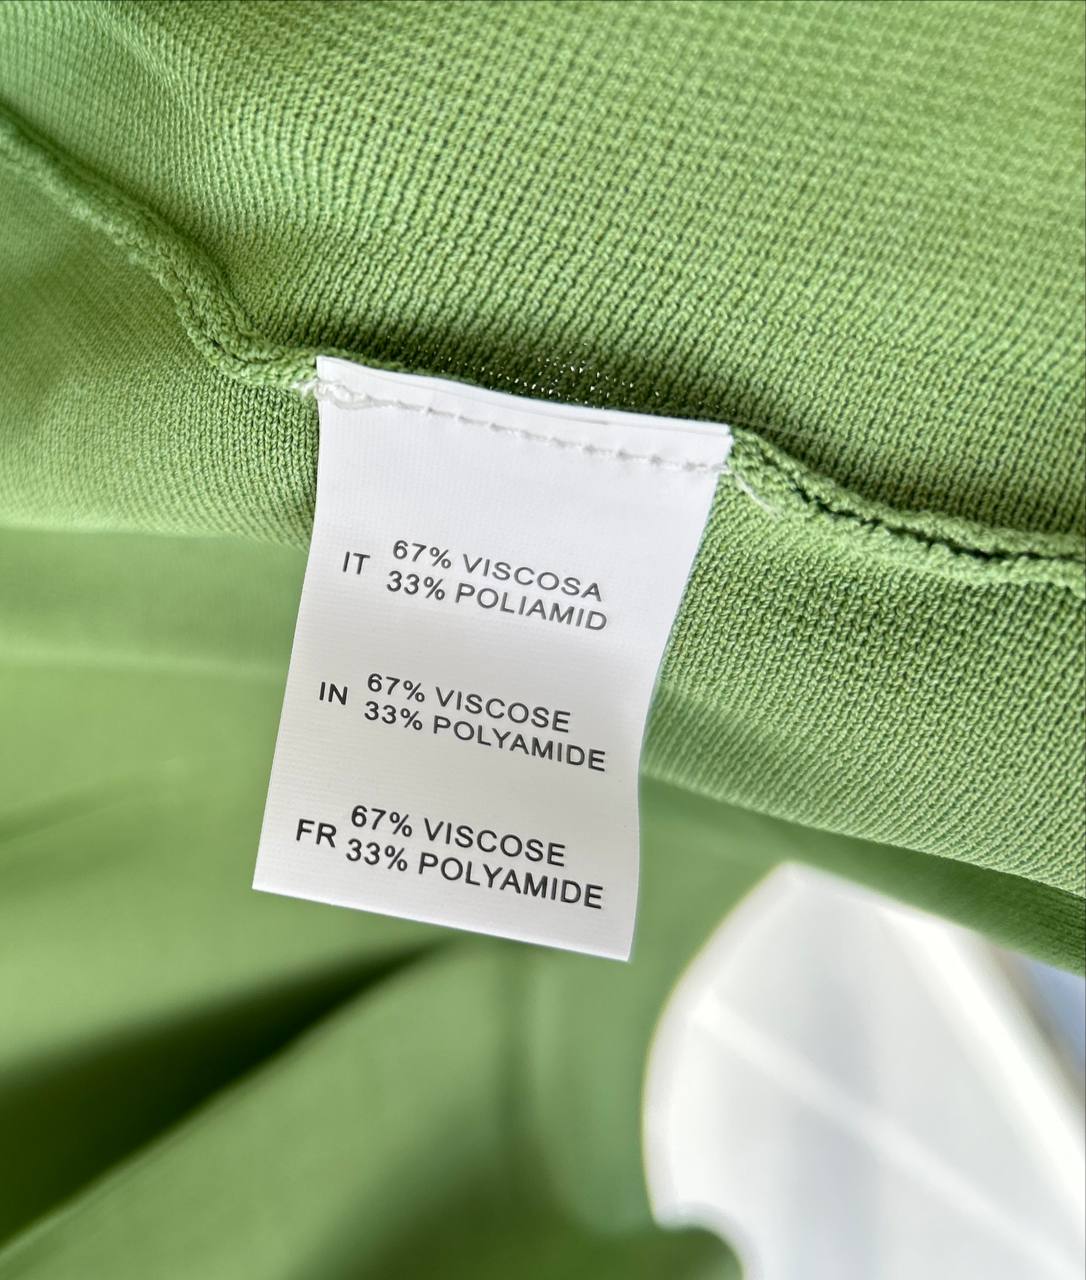 IT 67% VISCOSA
33% POLIAMID
IN 67% VISCOSE
33% POLYAMIDE
FR 67% VISCOSE
33% POLYAMIDE